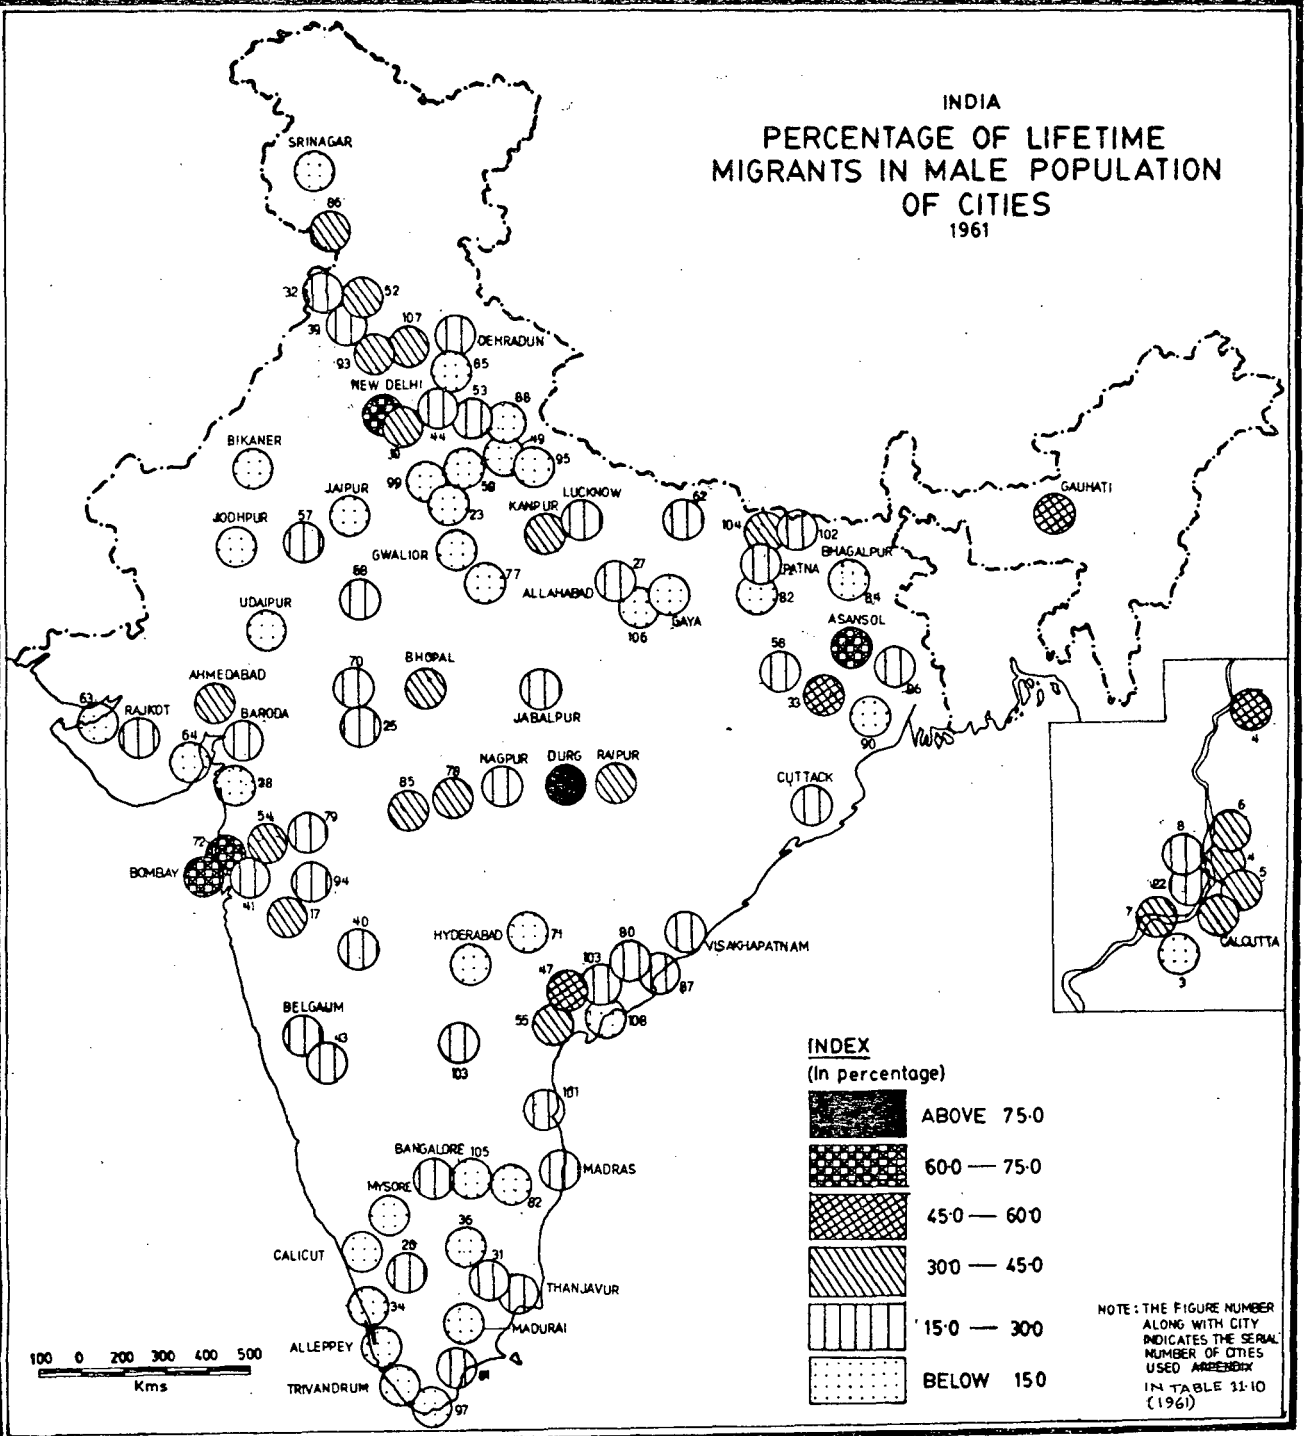 INDIA
PERCENTAGE OF LIFETIME
MIGRANTS IN MALE POPULATION
OF CITIES
1961
SRINAGAR
86
32
52
39
107
93
DEHRADUN
85
NEW DELHI
53
88
44
49
95
BIKANER
99
58
23
JAIPUR
KANPUR
LUCKNOW
62
GAUHATI
JODHPUR
57
104
102
GWALIOR
BHAGALPUR
PATNA
77
ALLAHABAD
27
82
84
68
GAYA
106
UDAIPUR
ASANSOL
58
96
33
90
70
BHOPAL
AHMEDABAD
63
RAJKOT
BARODA
64
25
JABALPUR
28
85
78
NAGPUR
DURG
RAIPUR
CUTTACK
4
6
8
4
22
5
7
CALCUTTA
3
54
79
72
BOMBAY
41
94
17
40
HYDERABAD
71
VISAKHAPATNAM
80
103
47
87
55
108
BELGAUM
43
103
101
BANGALORE
105
MADRAS
82
MYSORE
36
CALICUT
28
31
THANJAVUR
34
MADURAI
ALLEPPEY
TRIVANDRUM
97
INDEX
(In percentage)
ABOVE 75·0
60·0 — 75·0
45·0 — 60·0
30·0 — 45·0
15·0 — 30·0
BELOW 15·0
100 0 200 300 400 500
Kms
NOTE: THE FIGURE NUMBER
ALONG WITH CITY
INDICATES THE SERIAL
NUMBER OF CITIES
USED APPENDIX
IN TABLE 11·10
(1961)